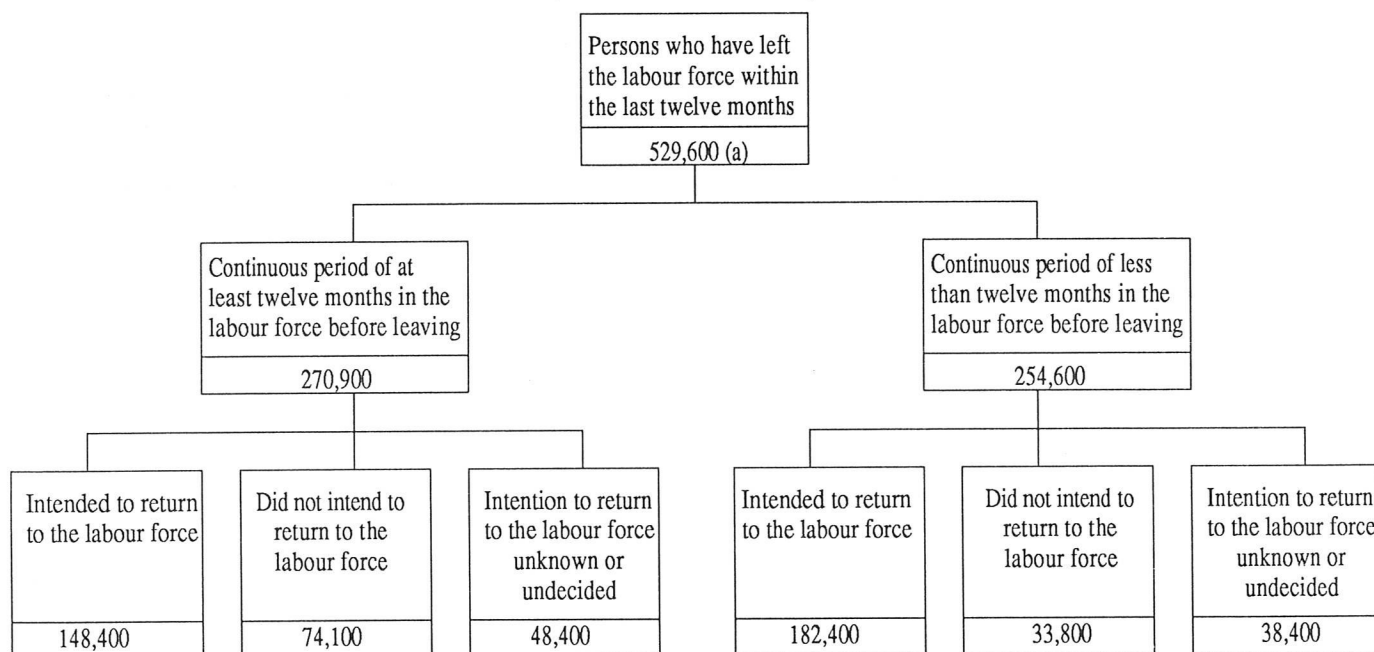 Persons who have left
the labour force within
the last twelve months
529,600 (a)
Continuous period of at
least twelve months in the
labour force before leaving
270,900
Continuous period of less
than twelve months in the
labour force before leaving
254,600
Intended to return
to the labour force
148,400
Did not intend to
return to the
labour force
74,100
Intention to return
to the labour force
unknown or
undecided
48,400
Intended to return
to the labour force
182,400
Did not intend to
return to the
labour force
33,800
Intention to return
to the labour force
unknown or
undecided
38,400